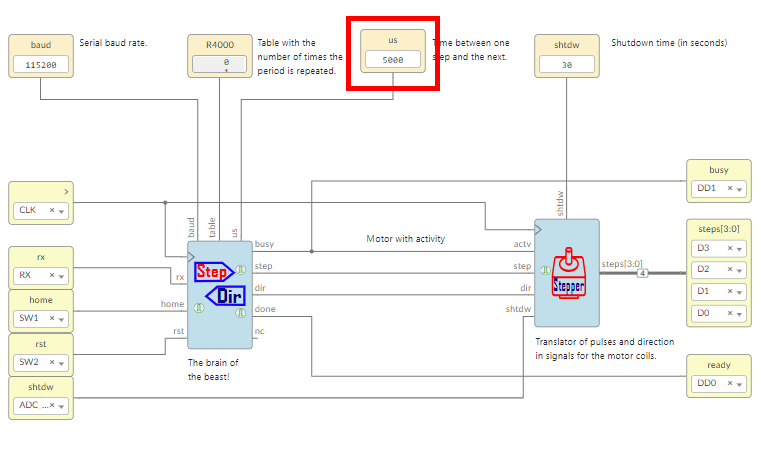 baud
115200
Serial baud rate.
R4000
0
Table with the
number of times the
period is repeated.
us
5000
Time between one
step and the next.
shtdw
30
Shutdown time (in seconds)
CLK
rx
RX
home
SW1
rst
SW2
shtdw
ADC ...
baud
table
us
rx
home
rst
Step
Dir
busy
step
dir
done
nc
The brain of
the beast!
Motor with activity
shtdw
actv
step
dir
shtdw
Stepper
steps[3:0]
4
Translator of pulses and direction
in signals for the motor coils.
busy
DD1
steps[3:0]
D3
D2
D1
D0
ready
DD0